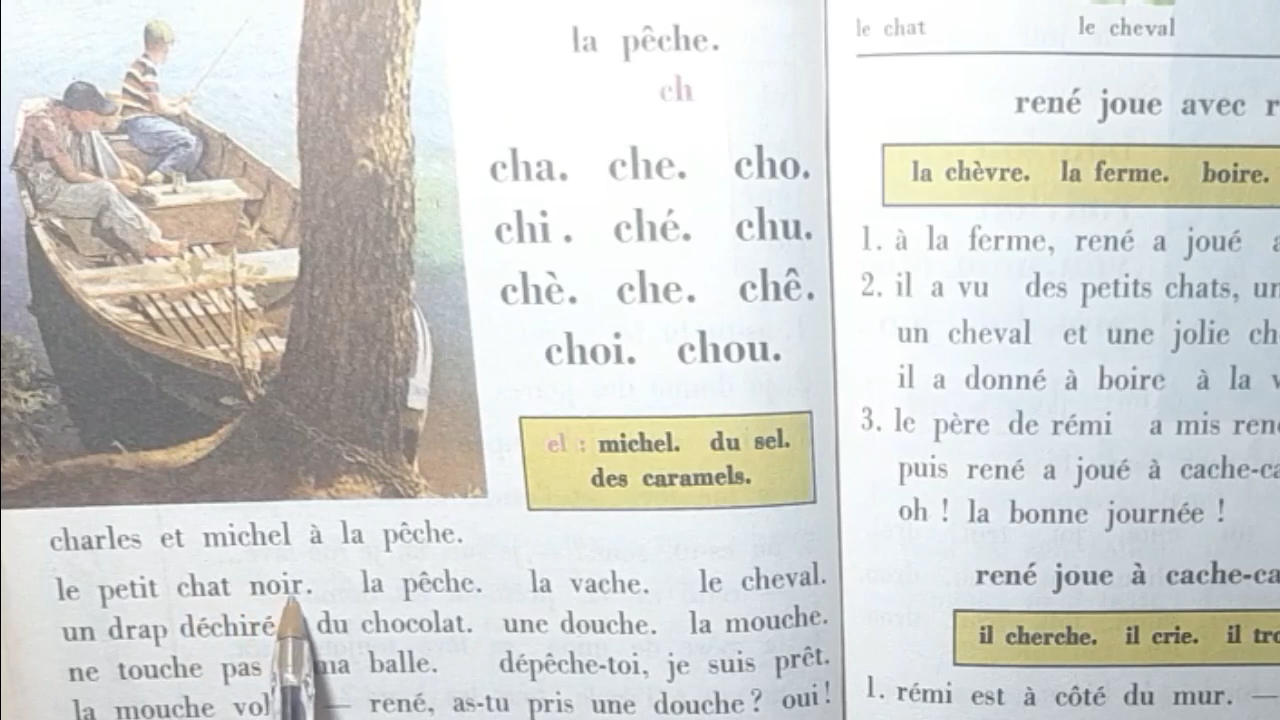 la pêche.
ch
cha. che. cho.
chi. ché. chu.
chè. che. chê.
choi. chou.
el : michel. du sel.
des caramels.
charles et michel à la pêche.
le petit chat noir. la pêche. la vache. le cheval.
un drap déchiré. du chocolat. une douche. la mouche.
ne touche pas balle. dépêche-toi, je suis prêt.
la mouche — rené, as-tu pris une douche ? oui !
le chat le cheval
rené joue avec
la chèvre. la ferme. boire.
1. à la ferme, rené a joué
2. il a vu des petits chats,
un cheval et une jolie
il a donné à boire à la
3. le père de rémi a mis
puis rené a joué à
oh ! la bonne journée !
rené joue à
il cherche. il crie. il
1. rémi est à côté du mur. —